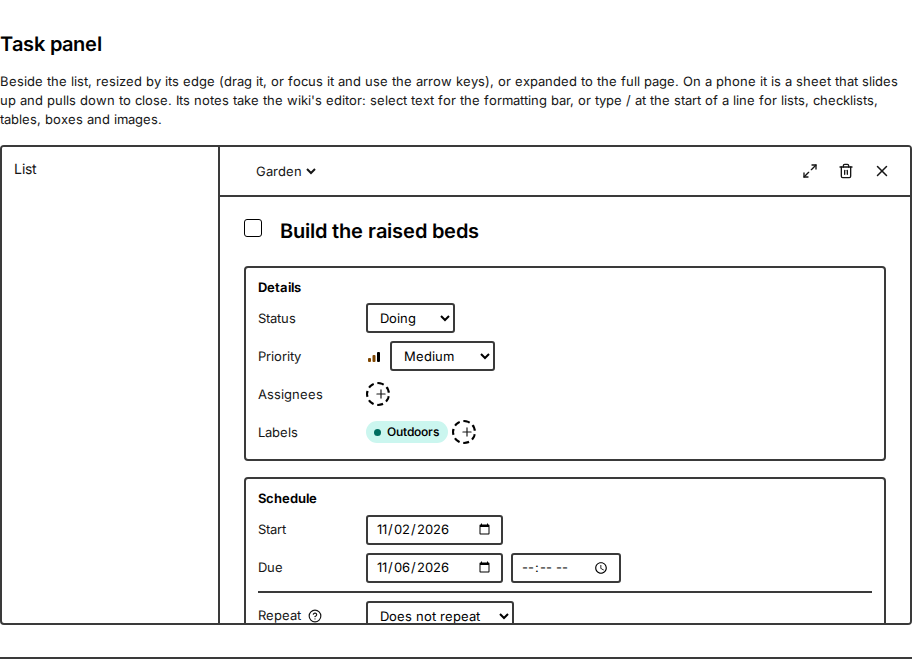 Task panel
Beside the list, resized by its edge (drag it, or focus it and use the arrow keys), or expanded to the full page. On a phone it is a sheet that slides
up and pulls down to close. Its notes take the wiki's editor: select text for the formatting bar, or type / at the start of a line for lists, checklists,
tables, boxes and images.
List
Garden
Build the raised beds
Details
Status Doing
Priority Medium
Assignees
Labels Outdoors
Schedule
Start 11/02/2026
Due 11/06/2026 --:-- --
Repeat Does not repeat